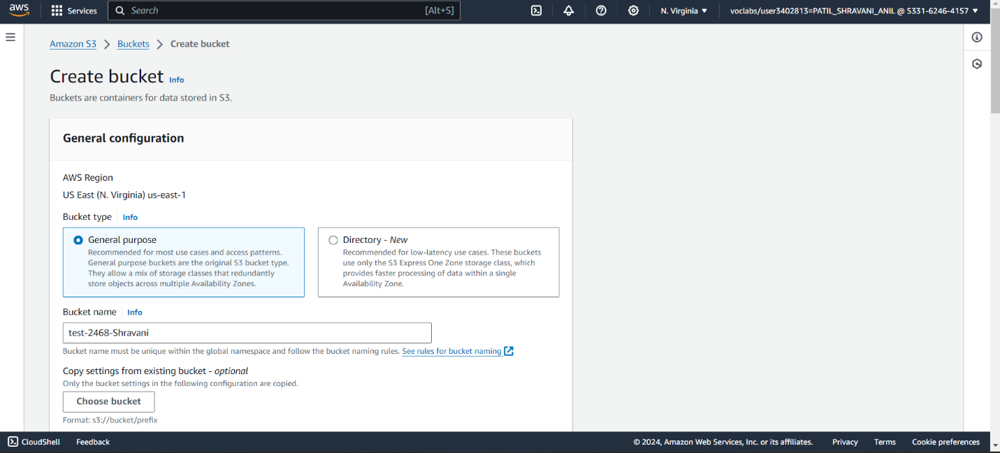 aws
Services
Search
[Alt+S]
N. Virginia
voclabs/user3402813=PATIL_SHRAVANI_ANIL @ 5331-6246-4157
Amazon S3 > Buckets > Create bucket
Create bucket Info
Buckets are containers for data stored in S3.
General configuration
AWS Region
US East (N. Virginia) us-east-1
Bucket type Info
General purpose
Recommended for most use cases and access patterns.
General purpose buckets are the original S3 bucket type.
They allow a mix of storage classes that redundantly
store objects across multiple Availability Zones.
Directory - New
Recommended for low-latency use cases. These buckets
use only the S3 Express One Zone storage class, which
provides faster processing of data within a single
Availability Zone.
Bucket name Info
test-2468-Shravani
Bucket name must be unique within the global namespace and follow the bucket naming rules. See rules for bucket naming
Copy settings from existing bucket - optional
Only the bucket settings in the following configuration are copied.
Choose bucket
Format: s3://bucket/prefix
CloudShell
Feedback
© 2024, Amazon Web Services, Inc. or its affiliates.
Privacy
Terms
Cookie preferences